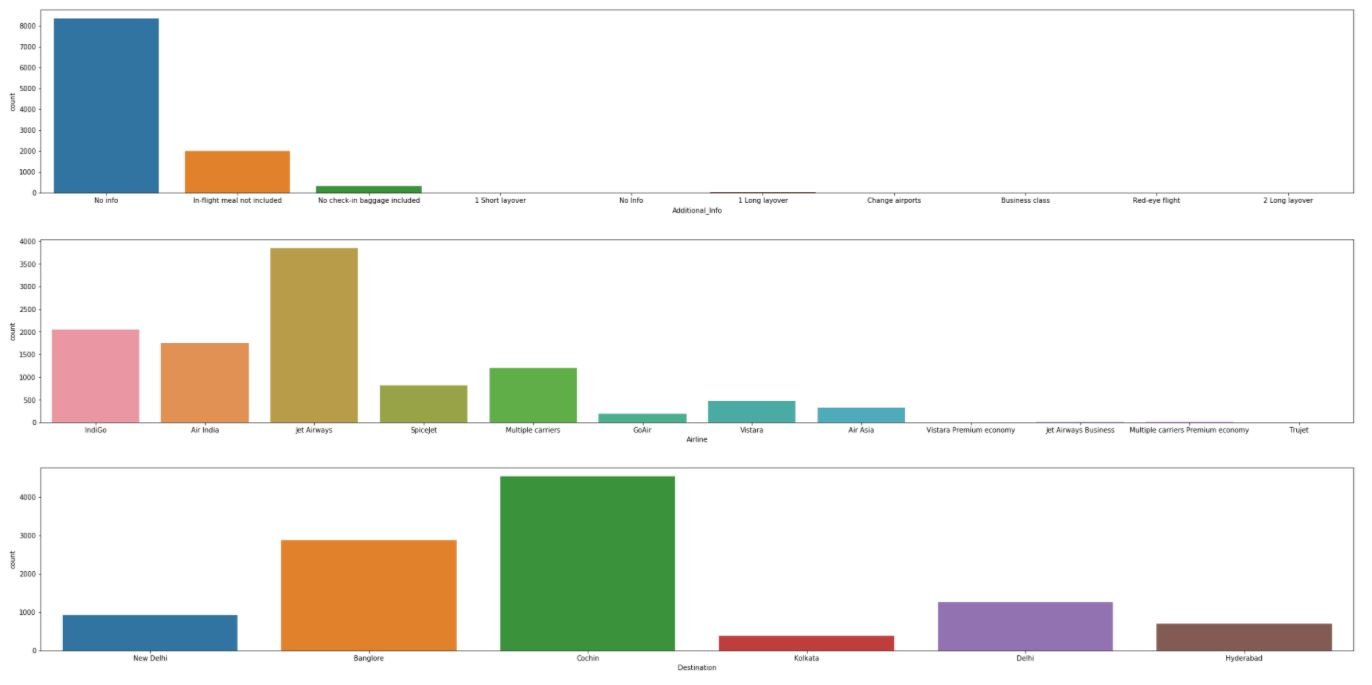 8000
7000
6000
5000
4000
3000
2000
1000
0
count
No info In-flight meal not included No check-in baggage included 1 Short layover No Info 1 Long layover Change airports Business class Red-eye flight 2 Long layover
Additional_Info
4000
3500
3000
2500
2000
1500
1000
500
0
count
IndiGo Air India Jet Airways SpiceJet Multiple carriers GoAir Vistara Air Asia Vistara Premium economy Jet Airways Business Multiple carriers Premium economy Trujet
Airline
4000
3000
2000
1000
0
count
New Delhi Banglore Cochin Kolkata Delhi Hyderabad
Destination